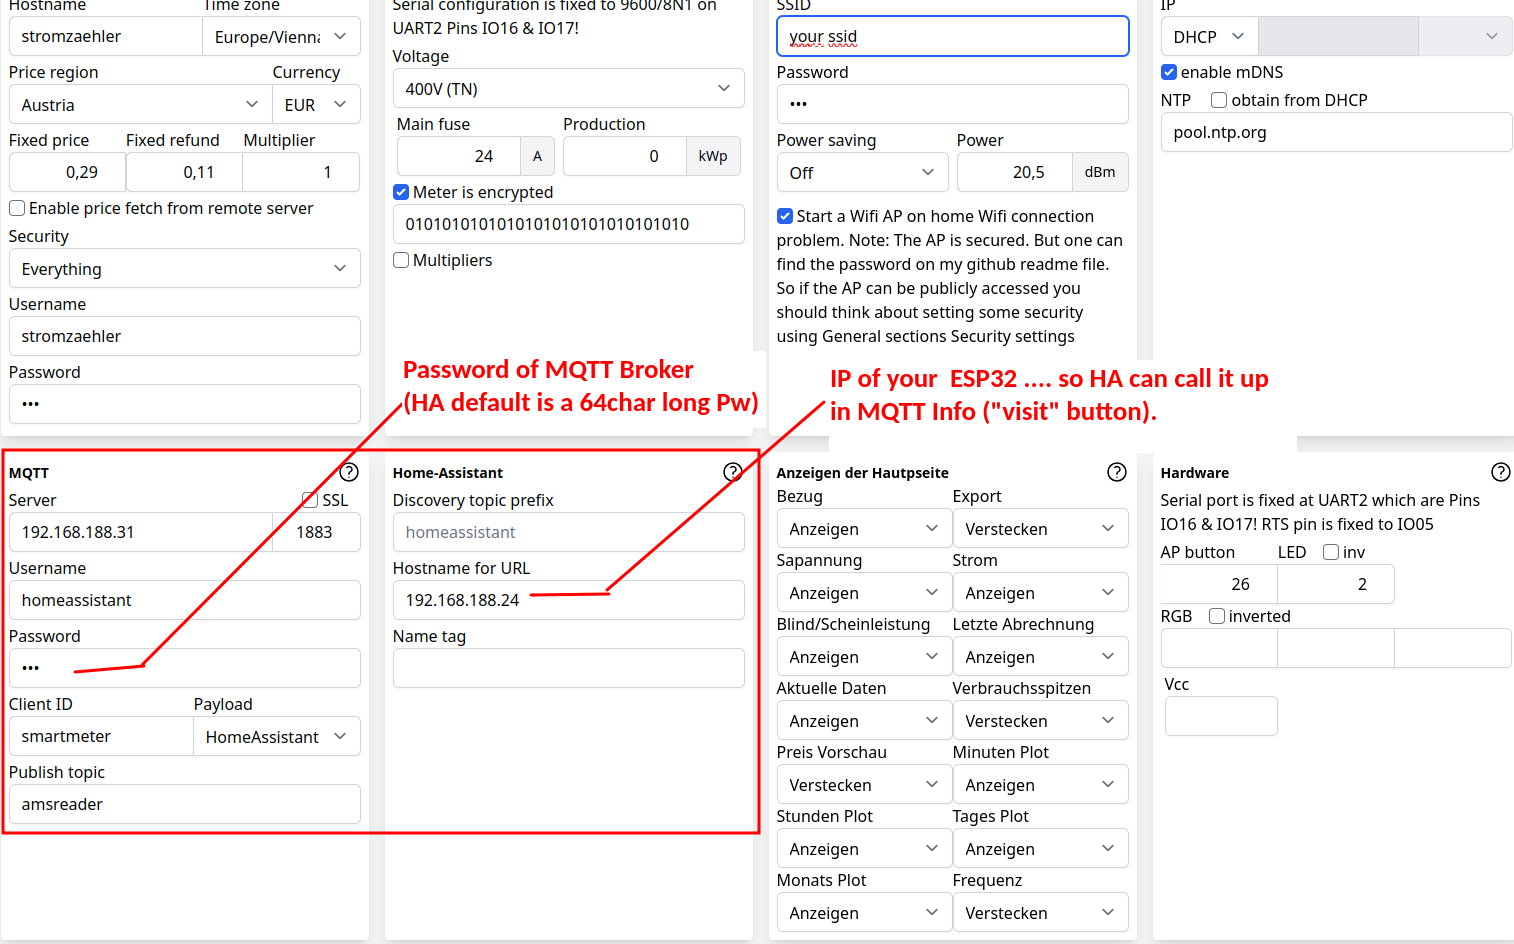 Hostname Time zone
stromzaehler Europe/Vienna
Price region Currency
Austria EUR
Fixed price Fixed refund Multiplier
0,29 0,11 1
Enable price fetch from remote server
Security
Everything
Username
stromzaehler
Password
•••
Serial configuration is fixed to 9600/8N1 on
UART2 Pins IO16 & IO17!
Voltage
400V (TN)
Main fuse Production
24 A 0 kWp
Meter is encrypted
01010101010101010101010101010
Multipliers
SSID
your ssid
Password
•••
Power saving Power
Off 20,5 dBm
Start a Wifi AP on home Wifi connection
problem. Note: The AP is secured. But one can
find the password on my github readme file.
So if the AP can be publicly accessed you
should think about setting some security
using General sections Security settings
IP
DHCP
enable mDNS
NTP obtain from DHCP
pool.ntp.org
Password of MQTT Broker
(HA default is a 64char long Pw)
IP of your ESP32 .... so HA can call it up
in MQTT Info ("visit" button).
MQTT
Server SSL
192.168.188.31 1883
Username
homeassistant
Password
•••
Client ID Payload
smartmeter HomeAssistant
Publish topic
amsreader
Home-Assistant
Discovery topic prefix
homeassistant
Hostname for URL
192.168.188.24
Name tag
Anzeigen der Hautpseite
Bezug Export
Anzeigen Verstecken
Sapannung Strom
Anzeigen Anzeigen
Blind/Scheinleistung Letzte Abrechnung
Anzeigen Anzeigen
Aktuelle Daten Verbrauchsspitzen
Anzeigen Verstecken
Preis Vorschau Minuten Plot
Verstecken Anzeigen
Stunden Plot Tages Plot
Anzeigen Anzeigen
Monats Plot Frequenz
Anzeigen Verstecken
Hardware
Serial port is fixed at UART2 which are Pins
IO16 & IO17! RTS pin is fixed to IO05
AP button LED inv
26 2
RGB inverted
Vcc